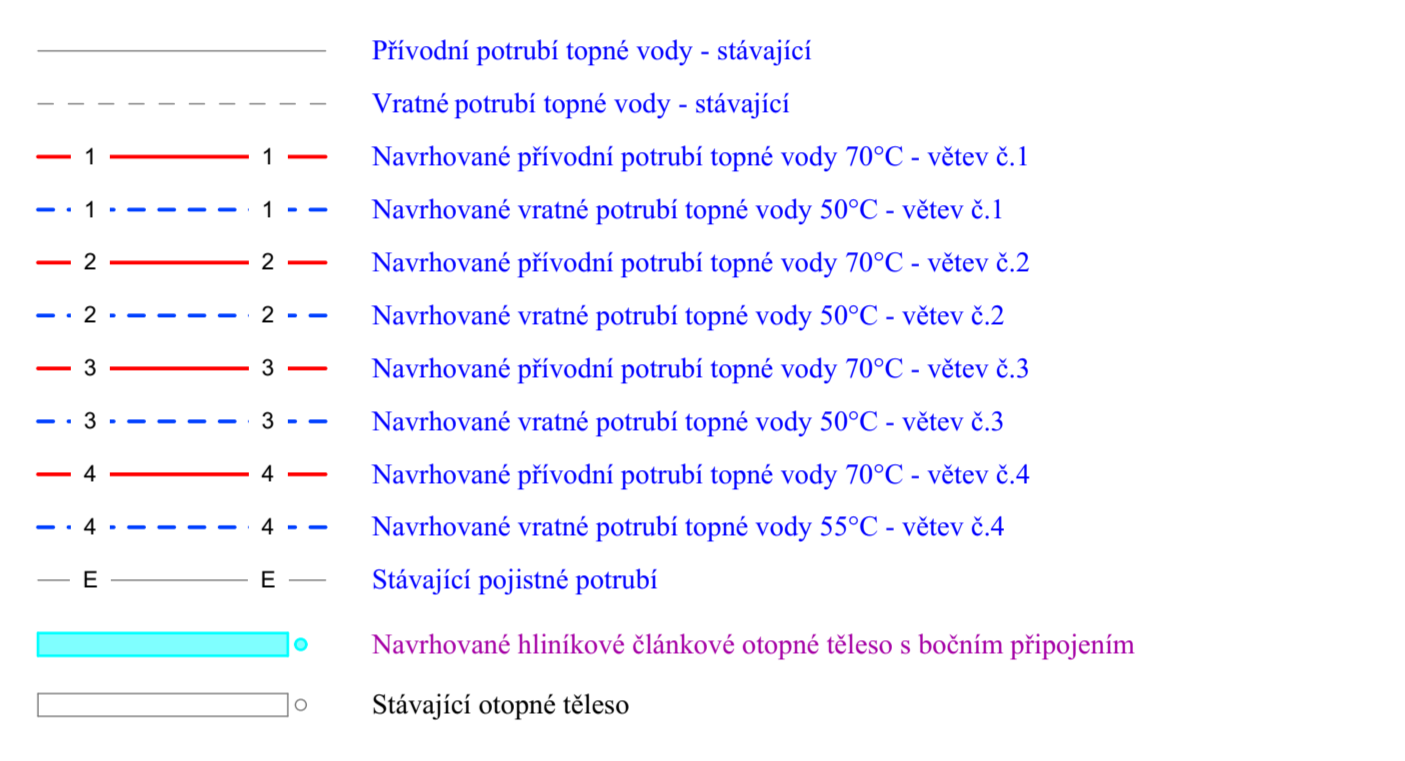 Přívodní potrubí topné vody - stávající
Vratné potrubí topné vody - stávající
1 1 Navrhované přívodní potrubí topné vody 70°C - větev č.1
1 1 Navrhované vratné potrubí topné vody 50°C - větev č.1
2 2 Navrhované přívodní potrubí topné vody 70°C - větev č.2
2 2 Navrhované vratné potrubí topné vody 50°C - větev č.2
3 3 Navrhované přívodní potrubí topné vody 70°C - větev č.3
3 3 Navrhované vratné potrubí topné vody 50°C - větev č.3
4 4 Navrhované přívodní potrubí topné vody 70°C - větev č.4
4 4 Navrhované vratné potrubí topné vody 55°C - větev č.4
E E Stávající pojistné potrubí
Navrhované hliníkové článkové otopné těleso s bočním připojením
Stávající otopné těleso